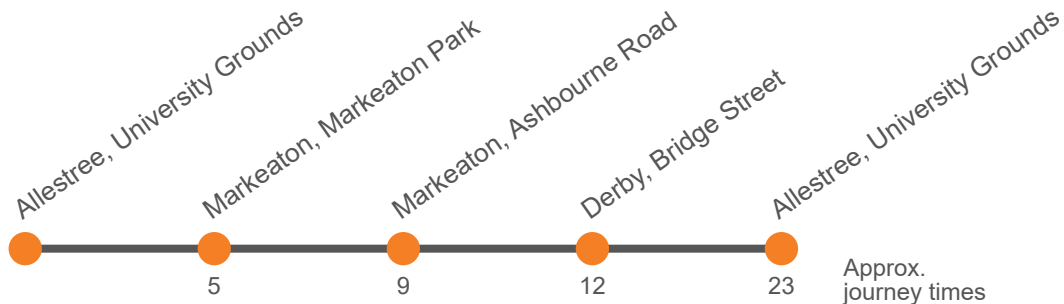 Allestree, University Grounds
Markeaton, Markeaton Park
Markeaton, Ashbourne Road
Derby, Bridge Street
Allestree, University Grounds
5
9
12
23
Approx.
journey times